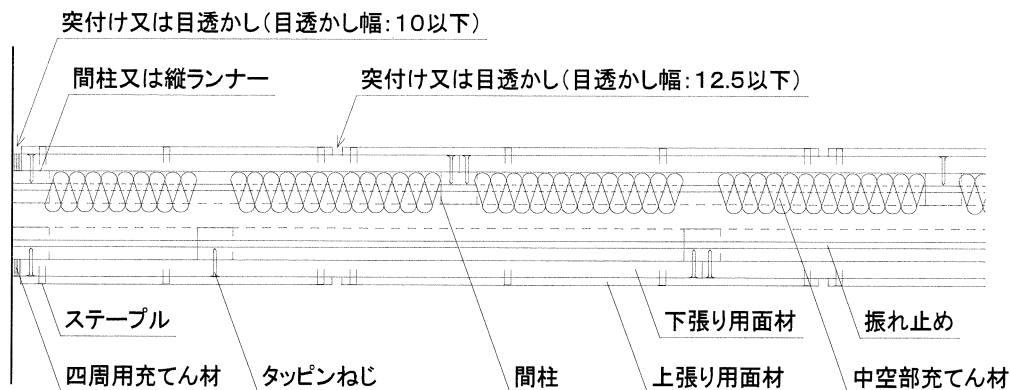 突付け又は目透かし(目透かし幅:10以下)
間柱又は縦ランナー
突付け又は目透かし(目透かし幅:12.5以下)
ステープル
下張り用面材
振れ止め
四周用充てん材
タッピンねじ
間柱
上張り用面材
中空部充てん材